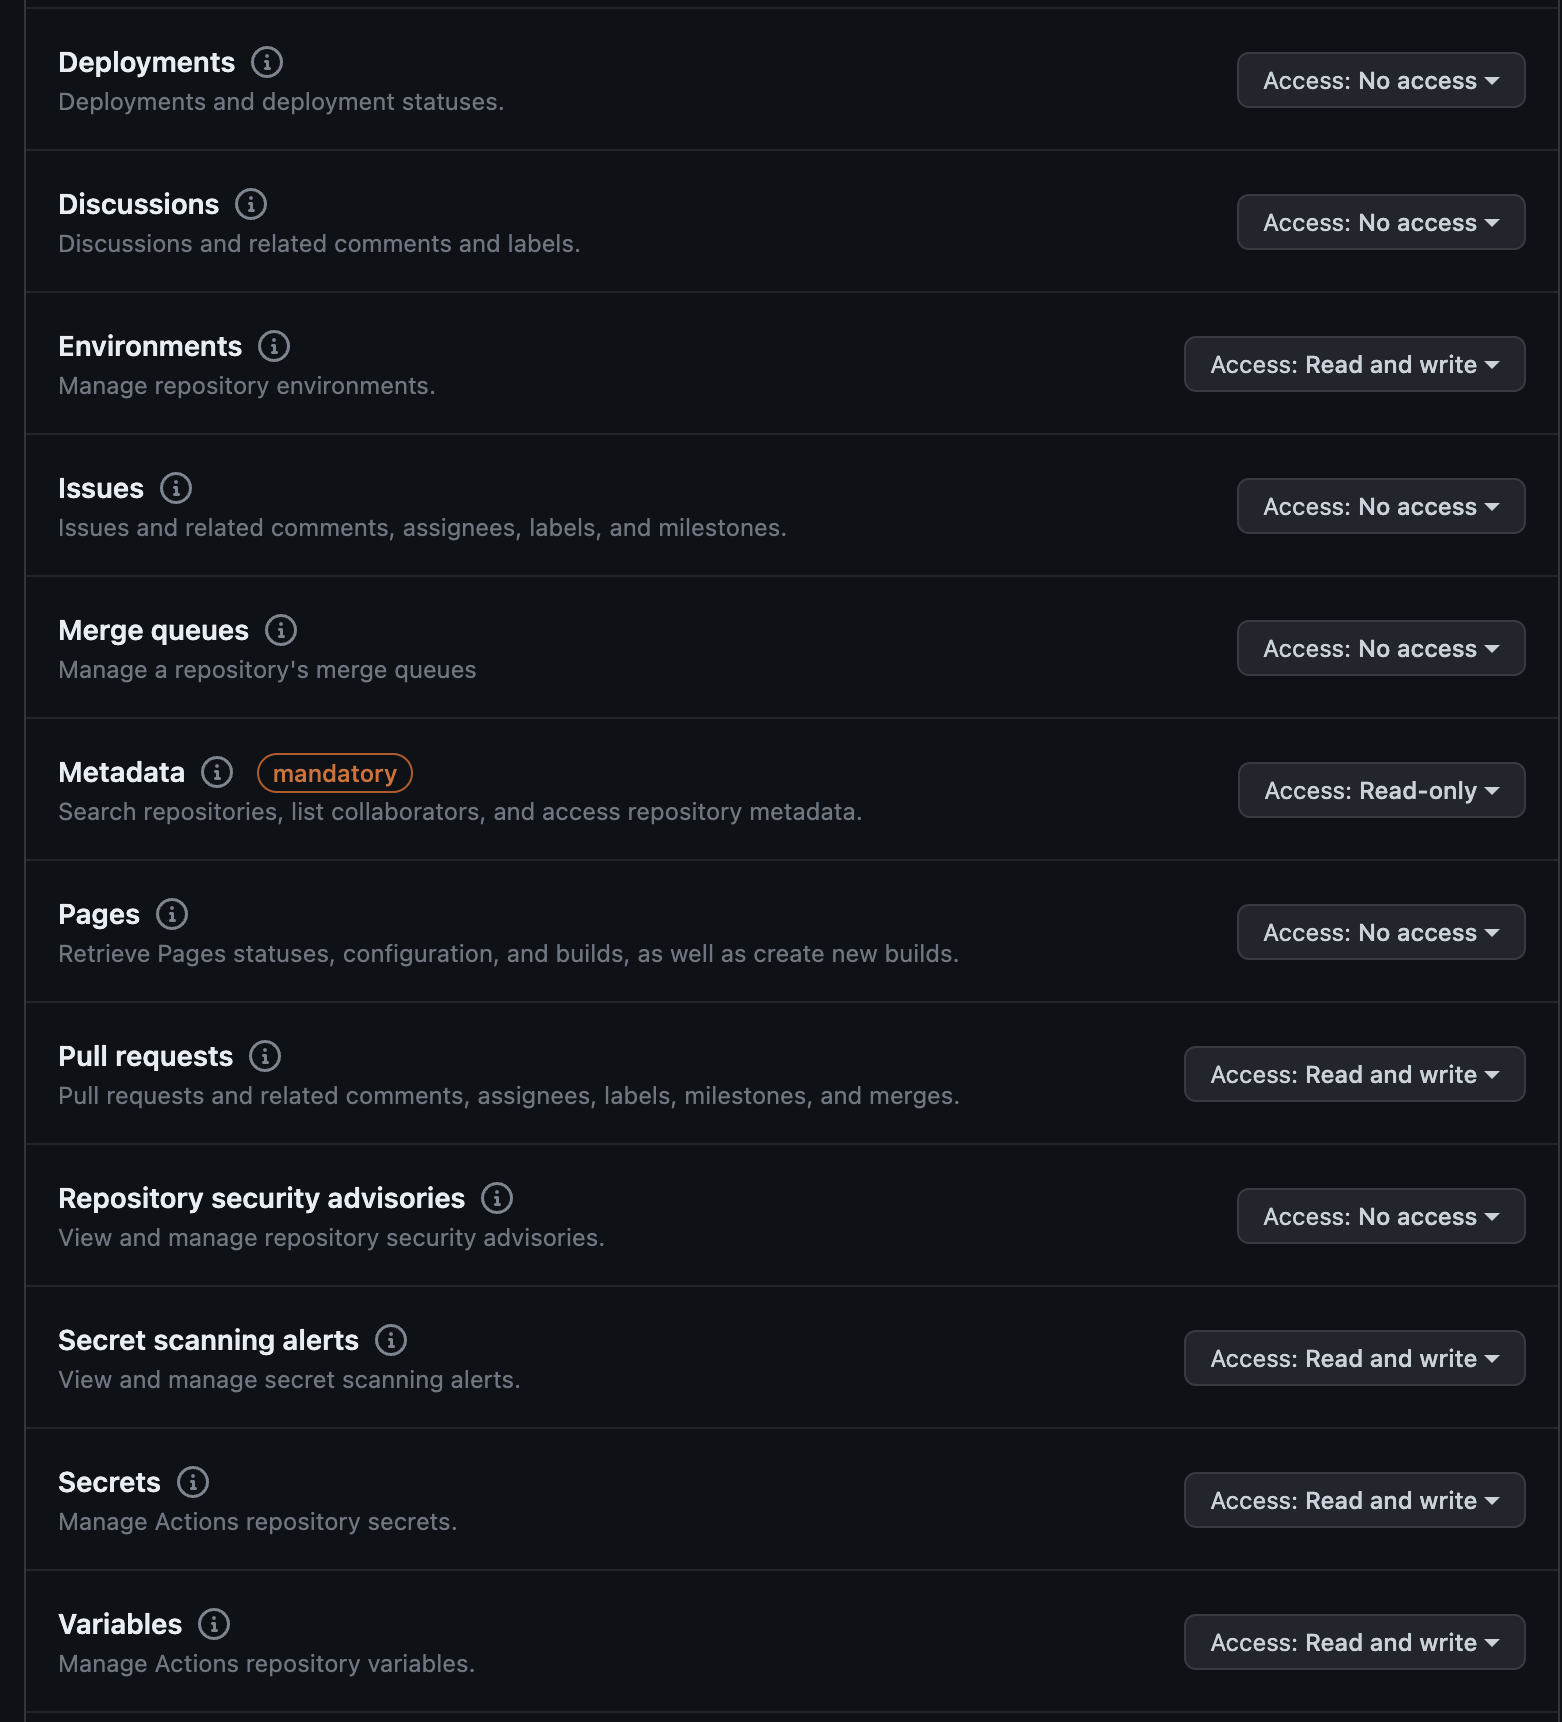 Deployments
Deployments and deployment statuses.
Access: No access
Discussions
Discussions and related comments and labels.
Access: No access
Environments
Manage repository environments.
Access: Read and write
Issues
Issues and related comments, assignees, labels, and milestones.
Access: No access
Merge queues
Manage a repository's merge queues
Access: No access
Metadata mandatory
Search repositories, list collaborators, and access repository metadata.
Access: Read-only
Pages
Retrieve Pages statuses, configuration, and builds, as well as create new builds.
Access: No access
Pull requests
Pull requests and related comments, assignees, labels, milestones, and merges.
Access: Read and write
Repository security advisories
View and manage repository security advisories.
Access: No access
Secret scanning alerts
View and manage secret scanning alerts.
Access: Read and write
Secrets
Manage Actions repository secrets.
Access: Read and write
Variables
Manage Actions repository variables.
Access: Read and write